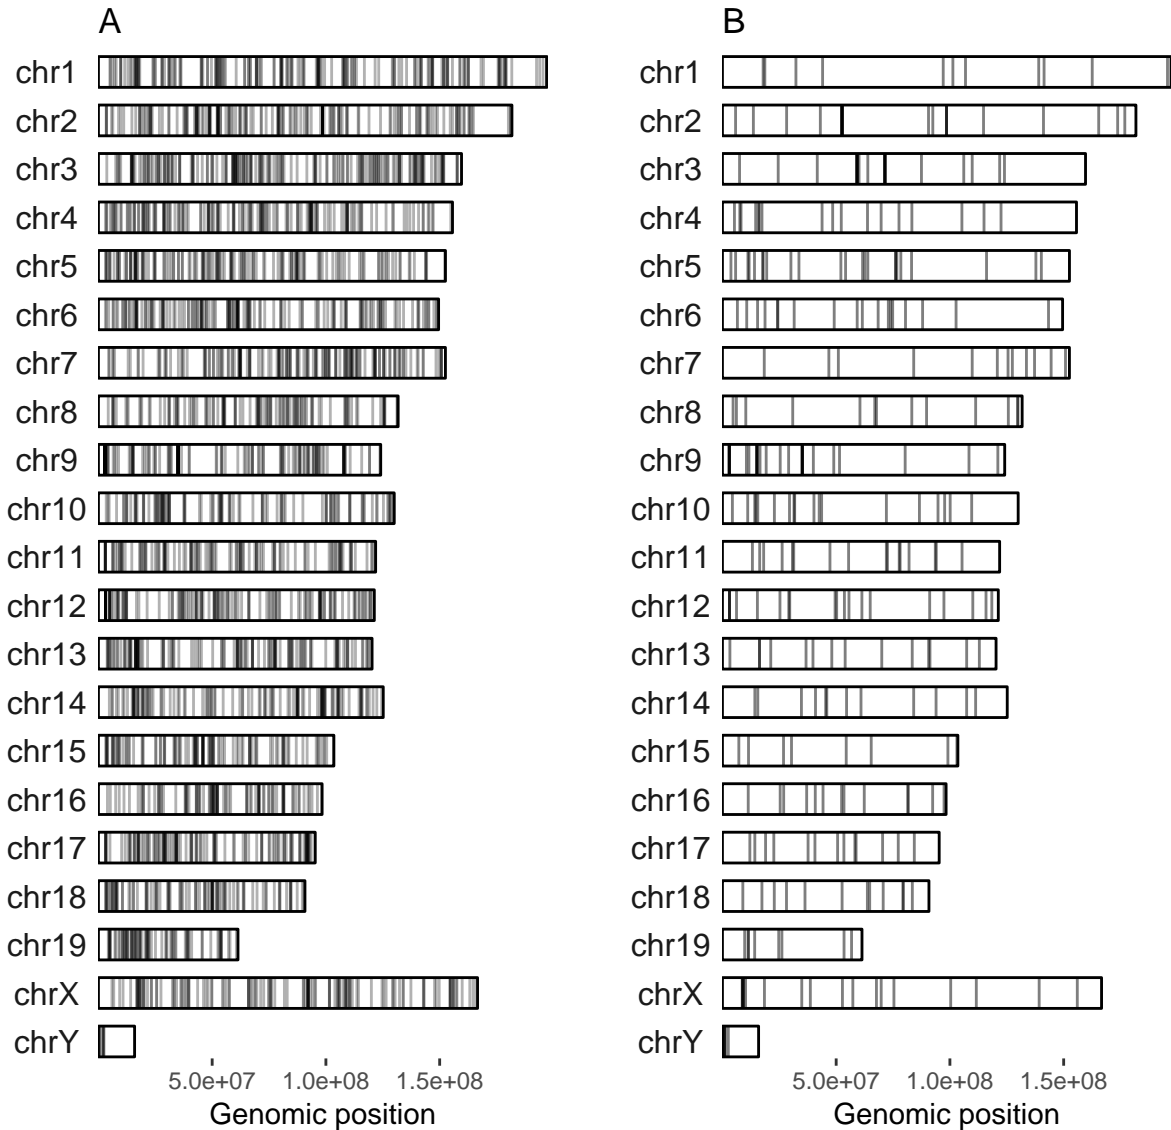 A
chr1
chr2
chr3
chr4
chr5
chr6
chr7
chr8
chr9
chr10
chr11
chr12
chr13
chr14
chr15
chr16
chr17
chr18
chr19
chrX
chrY
5.0e+07 1.0e+08 1.5e+08
Genomic position
B
chr1
chr2
chr3
chr4
chr5
chr6
chr7
chr8
chr9
chr10
chr11
chr12
chr13
chr14
chr15
chr16
chr17
chr18
chr19
chrX
chrY
5.0e+07 1.0e+08 1.5e+08
Genomic position